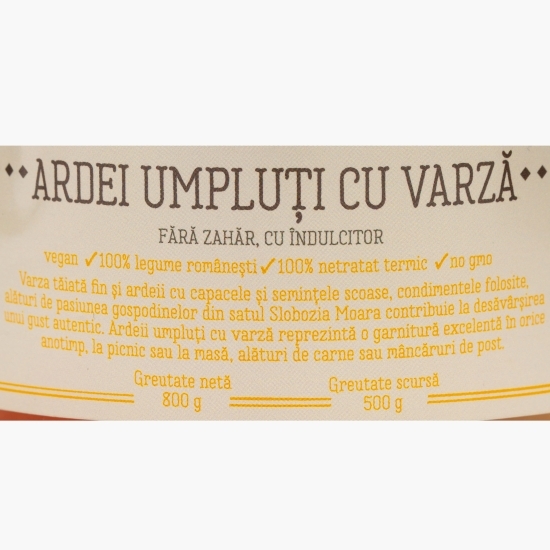 ARDEI UMPLUȚI CU VARZĂ
FĂRĂ ZAHĂR, CU ÎNDULCITOR
vegan ✓100% legume românești ✓100% netratat termic ✓no gmo
Varza tăiată fin și ardeii cu capacele și semințele scoase, condimentele folosite,
alături de pasiunea gospodinelor din satul Slobozia Moara contribuie la desăvârșirea
unui gust autentic. Ardeii umpluți cu varză reprezintă o garnitură excelentă în orice
anotimp, la picnic sau la masă, alături de carne sau mâncăruri de post.
Greutate netă Greutate scursă
800 g 500 g